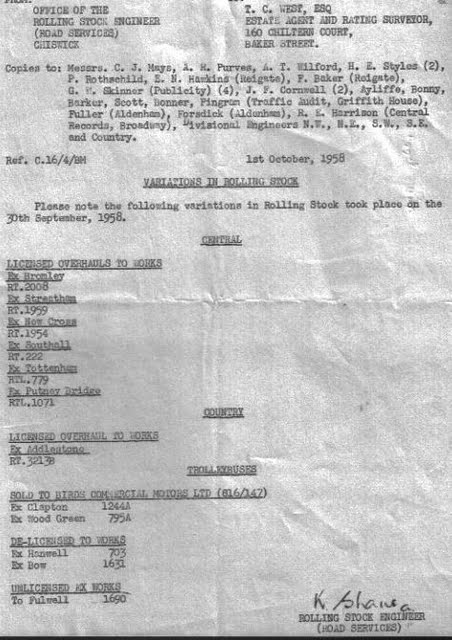 OFFICE OF THE
ROLLING STOCK ENGINEER
(ROAD SERVICES)
CHISWICK
T. C. WEST, ESQ
ESTATE AGENT AND RATING SURVEYOR,
160 CHILTERN COURT,
BAKER STREET.
Copies to: Messrs. C. J. Mays, A. R. Purves, A. T. Wilford, H. E. Styles (2),
P. Rothschild, E. N. Hawkins (Reigate), F. Baker (Reigate),
G. H. Skinner (Publicity) (4), J. F. Cornwell (2), Ayliffe, Bonny,
Barker, Scott, Bonner, Pingrum (Traffic Audit, Griffith House),
Fuller (Aldenham), Forsdick (Aldenham), R. E. Harrison (Central
Records, Broadway), Divisional Engineers N.W., N.E., S.W., S.E.
and Country.
Ref. C.16/4/BM
1st October, 1958
VARIATIONS IN ROLLING STOCK
Please note the following variations in Rolling Stock took place on the
30th September, 1958.
CENTRAL
LICENSED OVERHAULS TO WORKS
Ex Bromley
RT.2008
Ex Streatham
RT.1959
Ex New Cross
RT.1954
Ex Southall
RT.222
Ex Tottenham
RTL.779
Ex Putney Bridge
RTL.1071
COUNTRY
LICENSED OVERHAUL TO WORKS
Ex Addlestone
RT.3213B
TROLLEYBUSES
SOLD TO BIRDS COMMERCIAL MOTORS LTD (816/147)
Ex Clapton 1244A
Ex Wood Green 795A
DE-LICENSED TO WORKS
Ex Hanwell 703
Ex Bow 1631
UNLICENSED EX WORKS
To Fulwell 1690
ROLLING STOCK ENGINEER
(ROAD SERVICES)